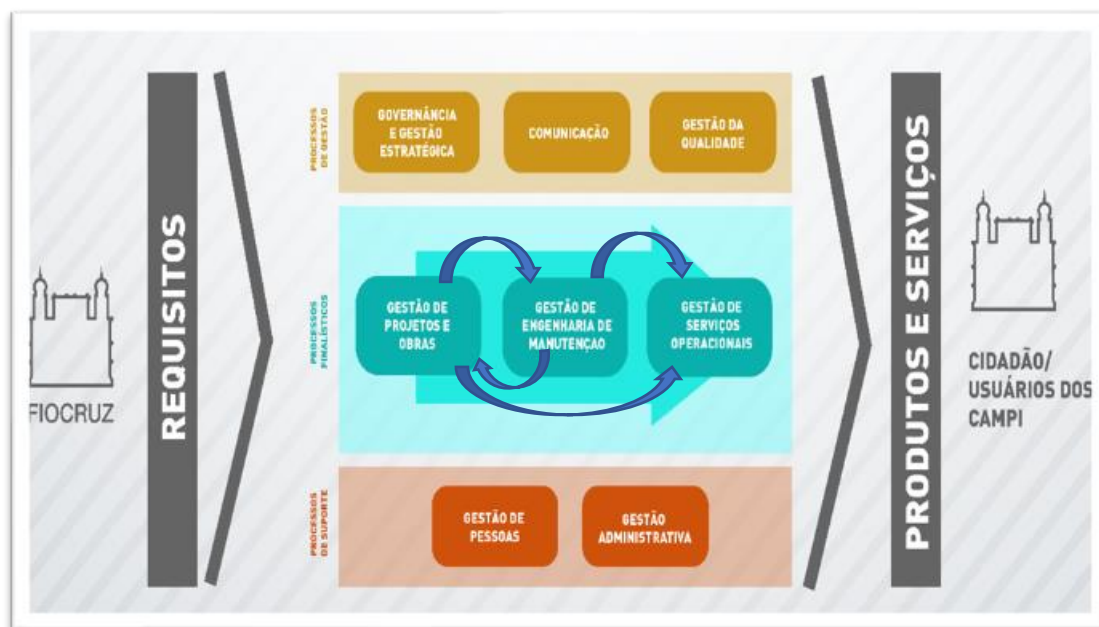 FIOCRUZ
REQUISITOS
PROCESSOS
DE GESTÃO
GOVERNÂNCIA
E GESTÃO
ESTRATÉGICA
COMUNICAÇÃO
GESTÃO DA
QUALIDADE
PROCESSOS
FINALÍSTICOS
GESTÃO DE
PROJETOS E
OBRAS
GESTÃO DE
ENGENHARIA DE
MANUTENÇÃO
GESTÃO DE
SERVIÇOS
OPERACIONAIS
PROCESSOS
DE SUPORTE
GESTÃO DE
PESSOAS
GESTÃO
ADMINISTRATIVA
PRODUTOS E SERVIÇOS
CIDADÃO/
USUÁRIOS DOS
CAMPI